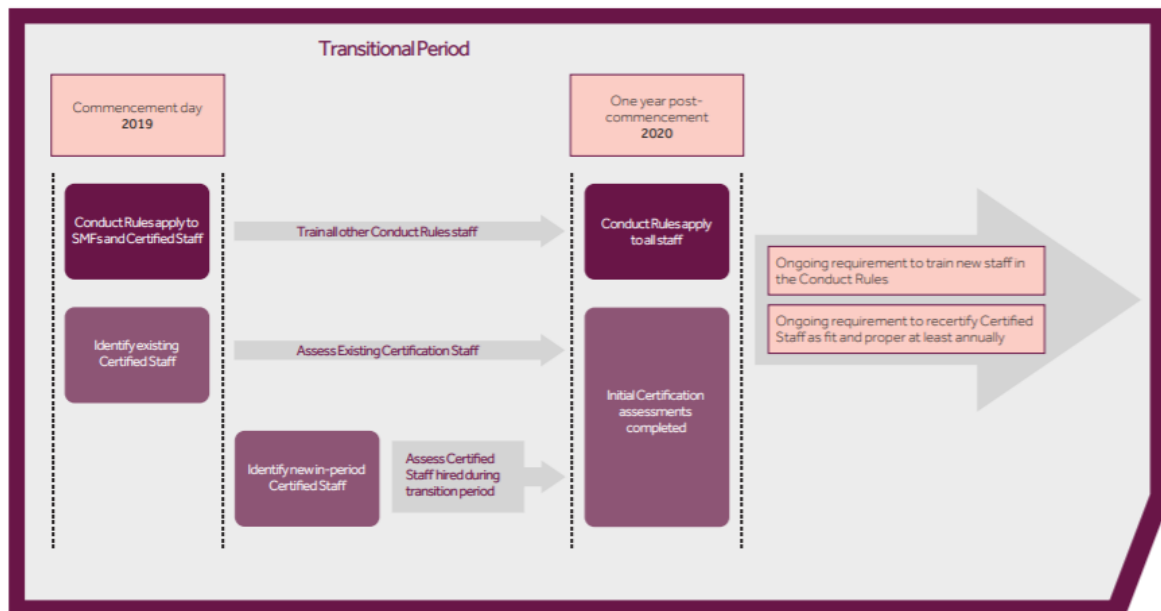 Transitional Period
Commencement day
2019
One year post-
commencement
2020
Conduct Rules apply to
SMFs and Certified Staff
Train all other Conduct Rules staff
Conduct Rules apply
to all staff
Ongoing requirement to train new staff in
the Conduct Rules
Ongoing requirement to recertify Certified
Staff as fit and proper at least annually
Identify existing
Certified Staff
Assess Existing Certification Staff
Initial Certification
assessments
completed
Identify new in-period
Certified Staff
Assess Certified
Staff hired during
transition period